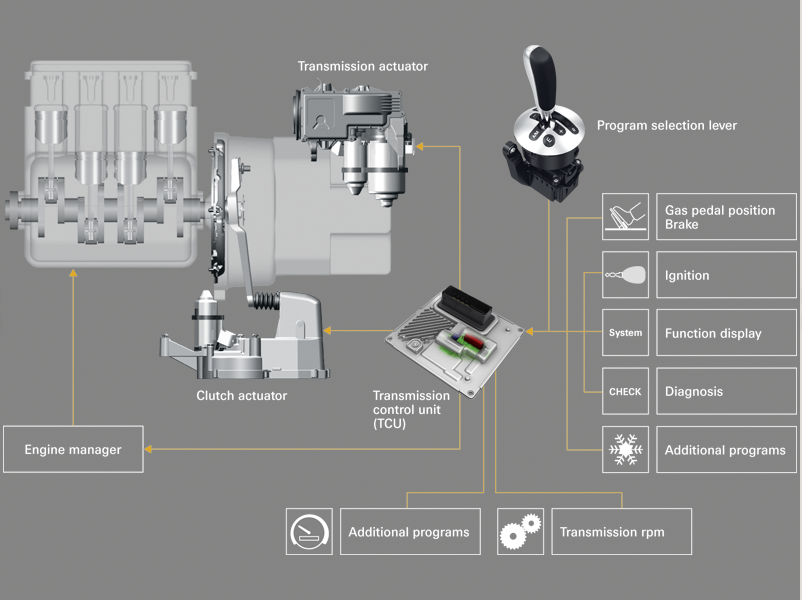 Transmission actuator
Program selection lever
Gas pedal position
Brake
Ignition
System
Function display
Clutch actuator
Transmission
control unit
(TCU)
CHECK
Diagnosis
Engine manager
Additional programs
Additional programs
Transmission rpm